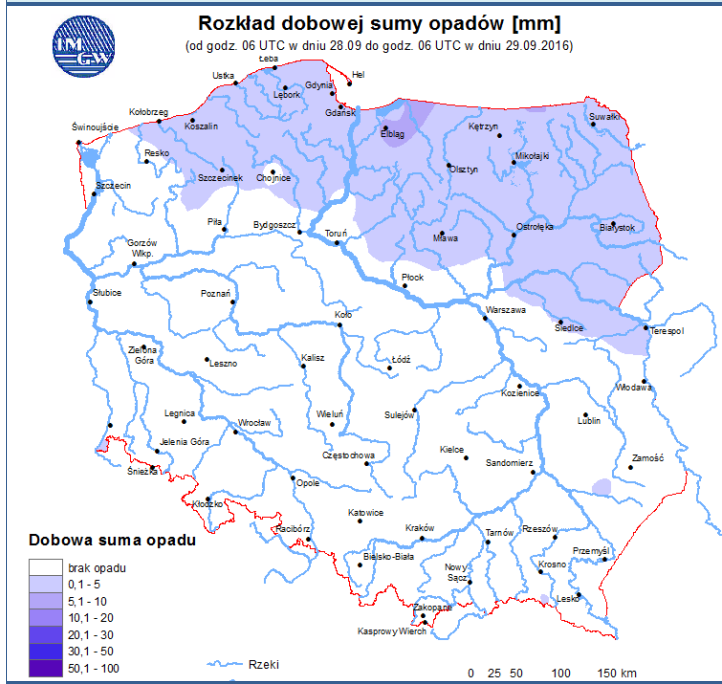 IM
GW
Rozkład dobowej sumy opadów [mm]
(od godz. 06 UTC w dniu 28.09 do godz. 06 UTC w dniu 29.09.2016)
Łeba
Hel
Ustka
Gdynia
Lębork
Gdańsk
Kołobrzeg
Koszalin
Suwałki
Świnoujście
Elbląg
Kętrzyn
Resko
Mikołajki
Olsztyn
Szczecinek
Chojnice
Szczecin
Piła
Bydgoszcz
Toruń
Mława
Ostrołęka
Białystok
Gorzów
Wlkp.
Płock
Słubice
Poznań
Koło
Warszawa
Siedlce
Terespol
Zielona
Góra
Leszno
Kalisz
Łódź
Włodawa
Kozienice
Legnica
Wrocław
Wieluń
Sulejów
Lublin
Jelenia Góra
Częstochowa
Kielce
Zamość
Śnieżka
Sandomierz
Opole
Kłodzko
Katowice
Racibórz
Kraków
Tarnów
Rzeszów
Przemyśl
Bielsko-Biała
Nowy
Sącz
Krosno
Lesko
Zakopane
Kasprowy Wierch
Dobowa suma opadu
brak opadu
0,1 - 5
5,1 - 10
10,1 - 20
20,1 - 30
30,1 - 50
50,1 - 100
Rzeki
0 25 50 100 150 km